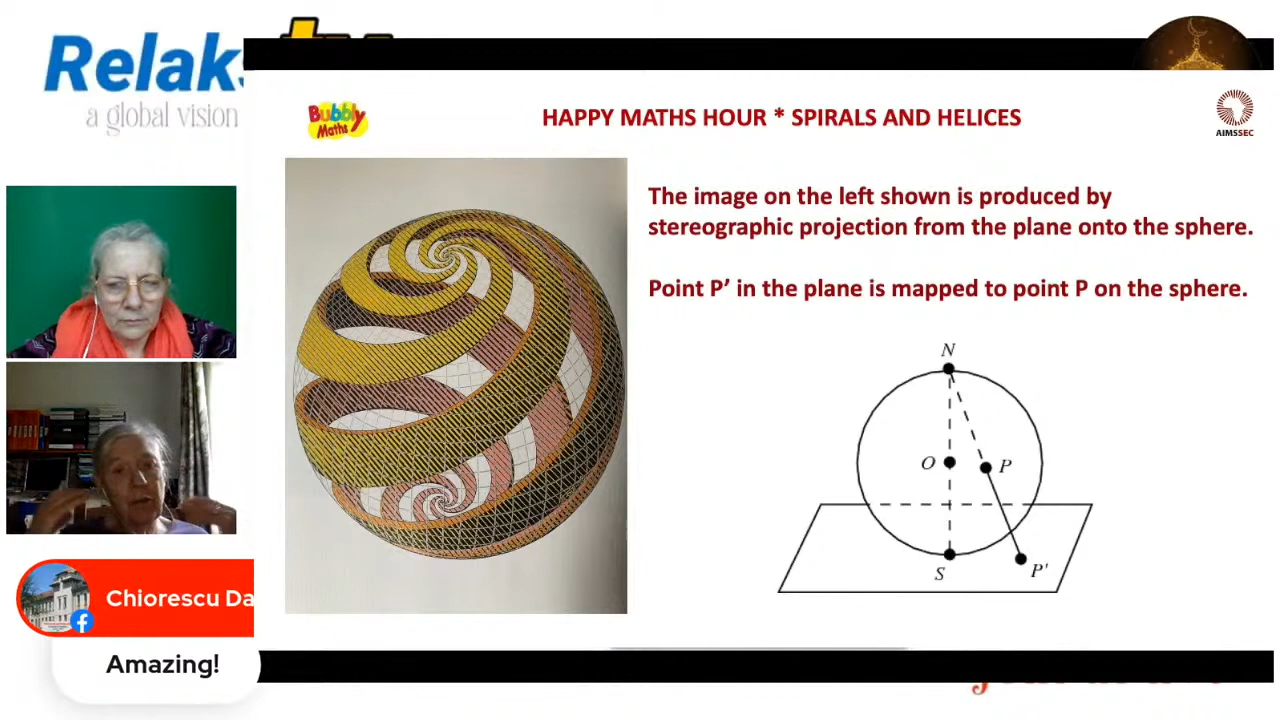 Relaks
a global vision
Bubbly
Maths
HAPPY MATHS HOUR * SPIRALS AND HELICES
AIMSSEC
The image on the left shown is produced by
stereographic projection from the plane onto the sphere.
Point P’ in the plane is mapped to point P on the sphere.
N
O
P
S
P'
Chiorescu Da
Amazing!